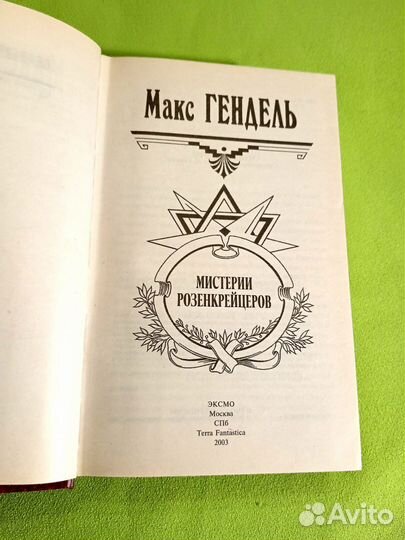 Макс ГЕНДЕЛЬ
МИСТЕРИИ
РОЗЕНКРЕЙЦЕРОВ
ЭКСМО
Москва
СПб
Terra Fantastica
2003
Avito